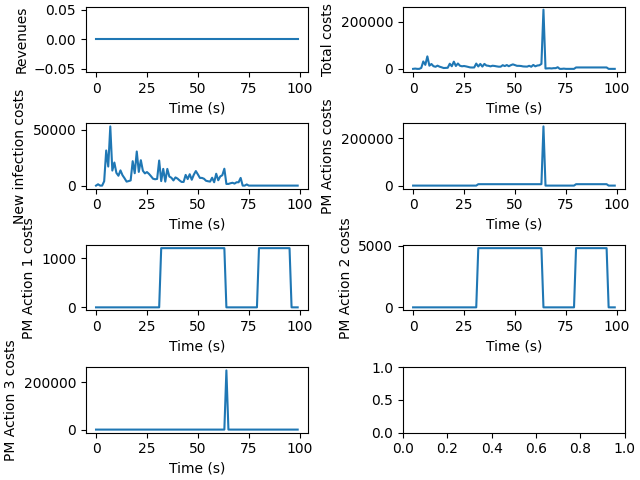 Revenues
0.05
0.00
−0.05
0 25 50 75 100
Time (s)
Total costs
200000
0
0 25 50 75 100
Time (s)
New infection costs
50000
0
0 25 50 75 100
Time (s)
PM Actions costs
200000
0
0 25 50 75 100
Time (s)
PM Action 1 costs
1000
0
0 25 50 75 100
Time (s)
PM Action 2 costs
5000
0
0 25 50 75 100
Time (s)
PM Action 3 costs
200000
0
0 25 50 75 100
Time (s)
1.0
0.5
0.0
0.0 0.2 0.4 0.6 0.8 1.0